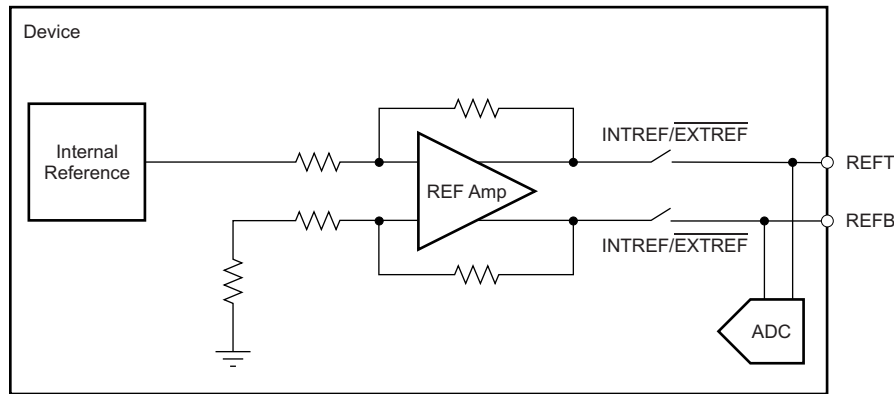 Device
Internal
Reference
REF Amp
INTREF/EXTREF
REFT
REFB
INTREF/EXTREF
ADC